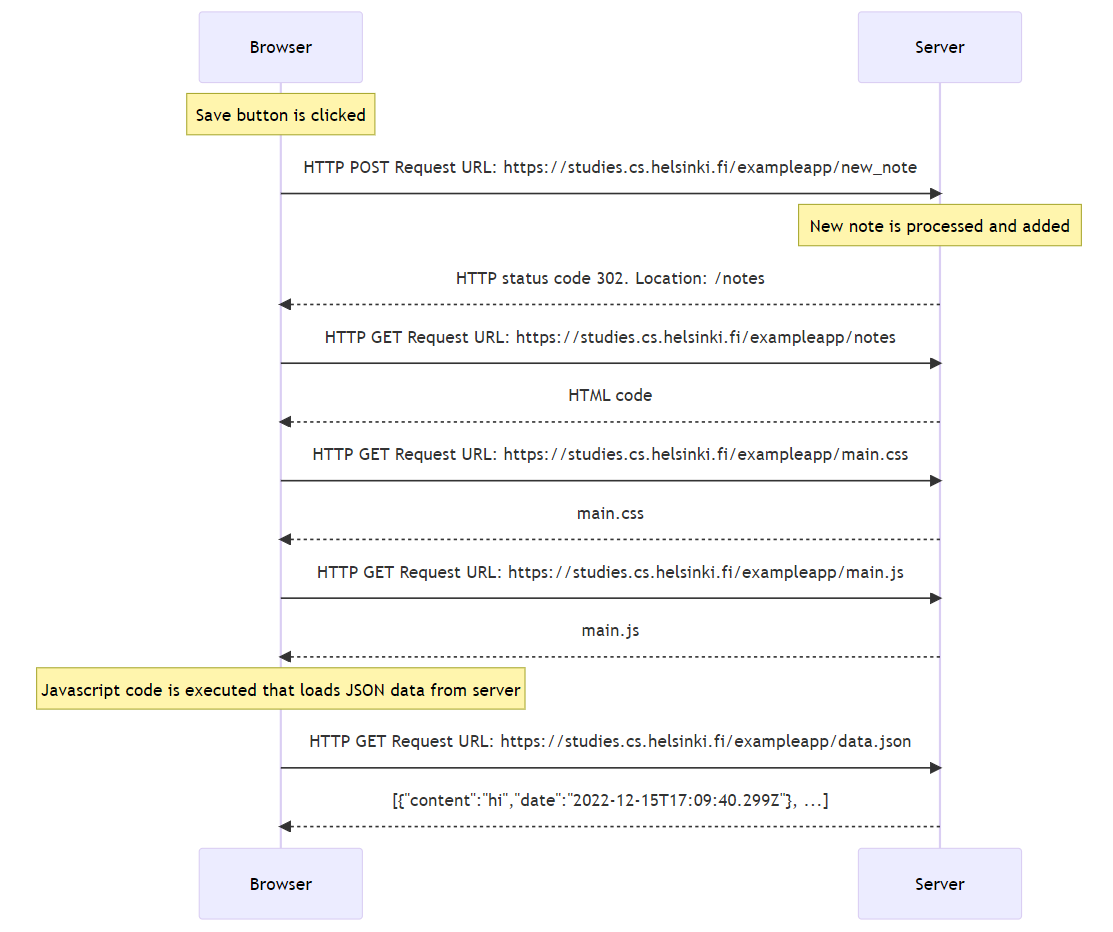 Browser
Server
Save button is clicked
HTTP POST Request URL: https://studies.cs.helsinki.fi/exampleapp/new_note
New note is processed and added
HTTP status code 302. Location: /notes
HTTP GET Request URL: https://studies.cs.helsinki.fi/exampleapp/notes
HTML code
HTTP GET Request URL: https://studies.cs.helsinki.fi/exampleapp/main.css
main.css
HTTP GET Request URL: https://studies.cs.helsinki.fi/exampleapp/main.js
main.js
Javascript code is executed that loads JSON data from server
HTTP GET Request URL: https://studies.cs.helsinki.fi/exampleapp/data.json
[{"content":"hi","date":"2022-12-15T17:09:40.299Z"}, ...]
Browser
Server